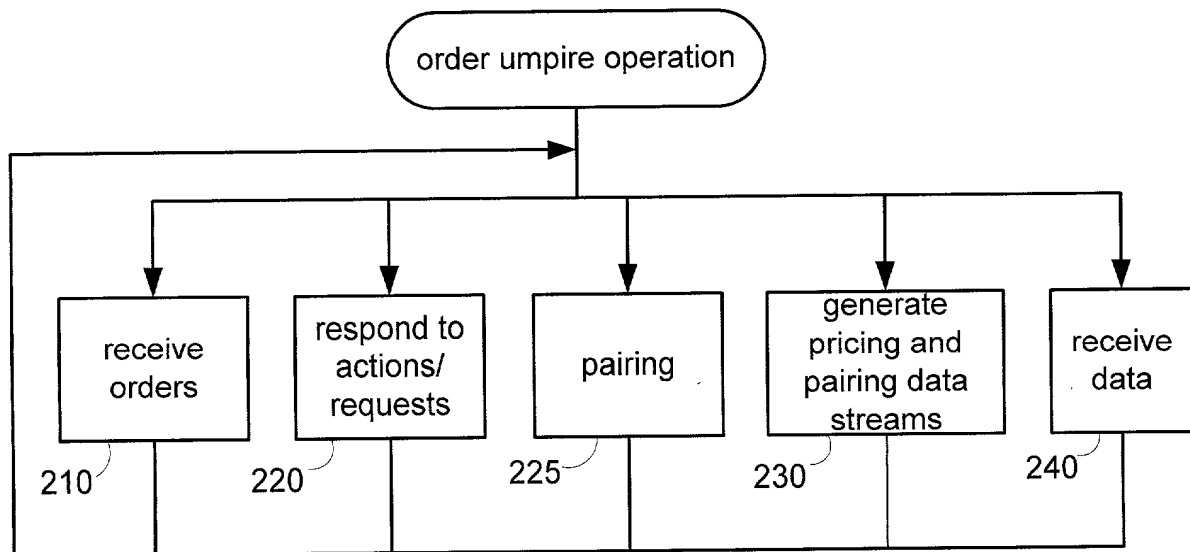 order umpire operation
receive
orders
respond to
actions/
requests
pairing
generate
pricing and
pairing data
streams
receive
data
210
220
225
230
240